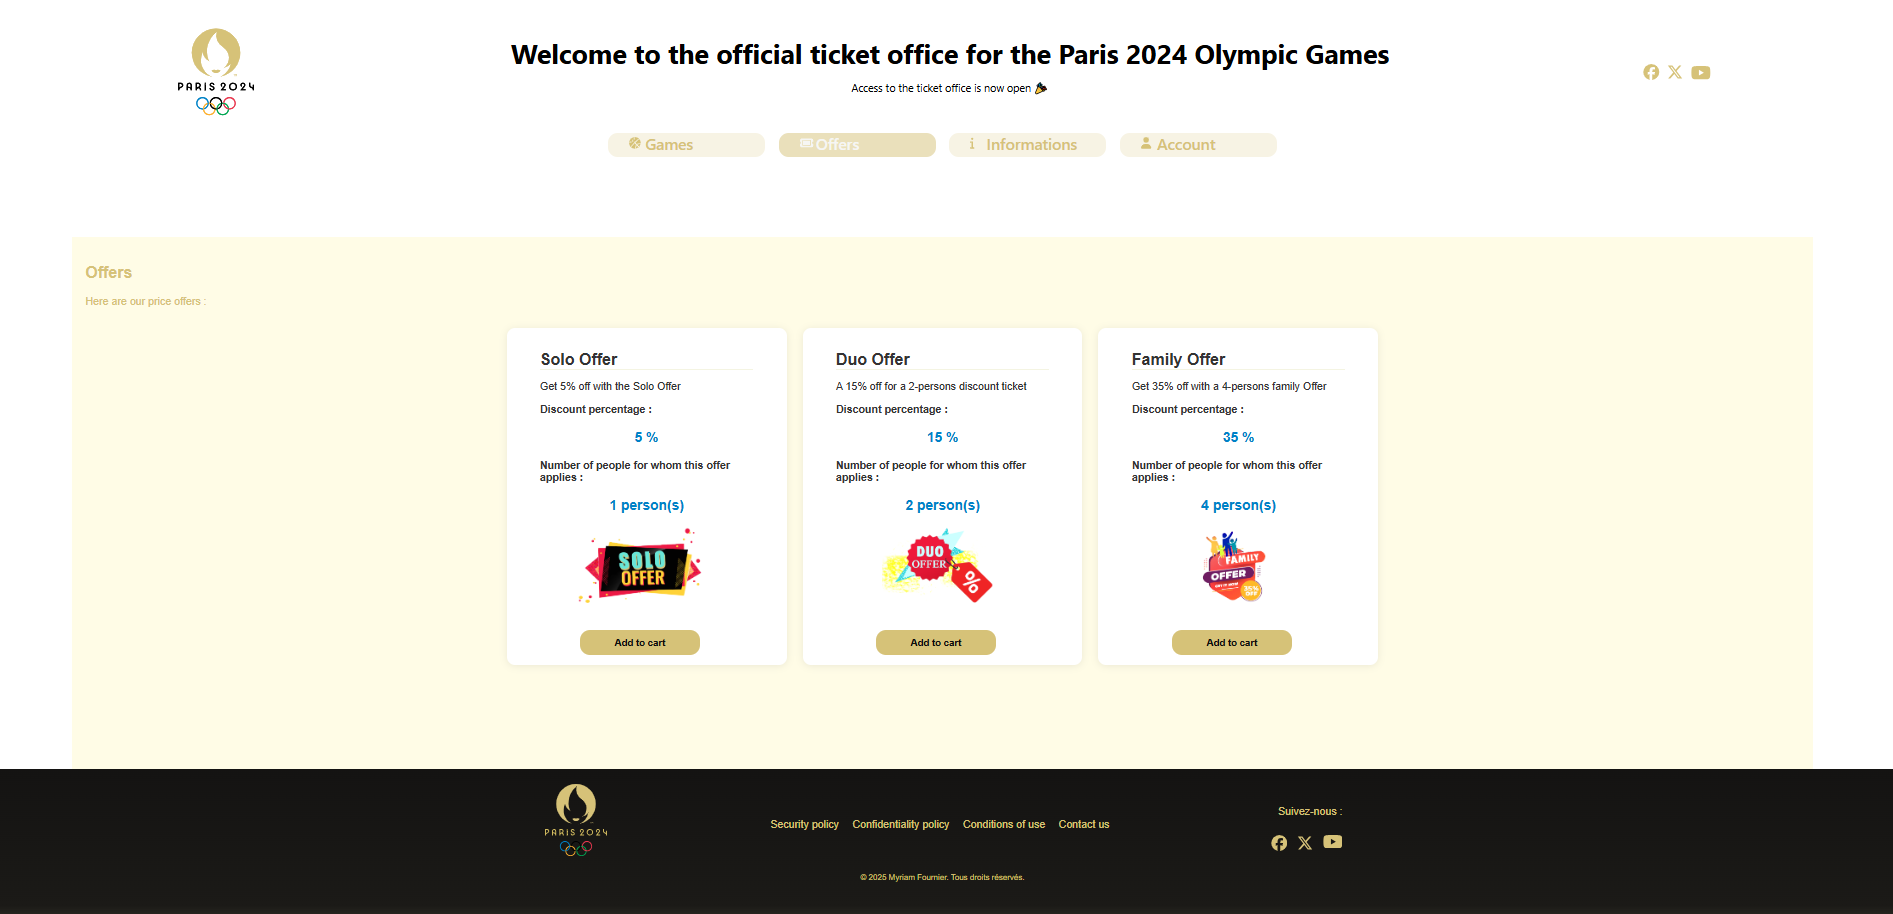 PARIS 2024
Welcome to the official ticket office for the Paris 2024 Olympic Games
Access to the ticket office is now open
Games
Offers
Informations
Account
Offers
Here are our price offers :
Solo Offer
Get 5% off with the Solo Offer
Discount percentage :
5 %
Number of people for whom this offer
applies :
1 person(s)
SOLO
OFFER
Add to cart
Duo Offer
A 15% off for a 2-persons discount ticket
Discount percentage :
15 %
Number of people for whom this offer
applies :
2 person(s)
DUO
OFFER
%
Add to cart
Family Offer
Get 35% off with a 4-persons family Offer
Discount percentage :
35 %
Number of people for whom this offer
applies :
4 person(s)
FAMILY
OFFER
35%
OFF
Add to cart
PARIS 2024
Security policy Confidentiality policy Conditions of use Contact us
Suivez-nous :
© 2025 Myriam Fournier. Tous droits réservés.